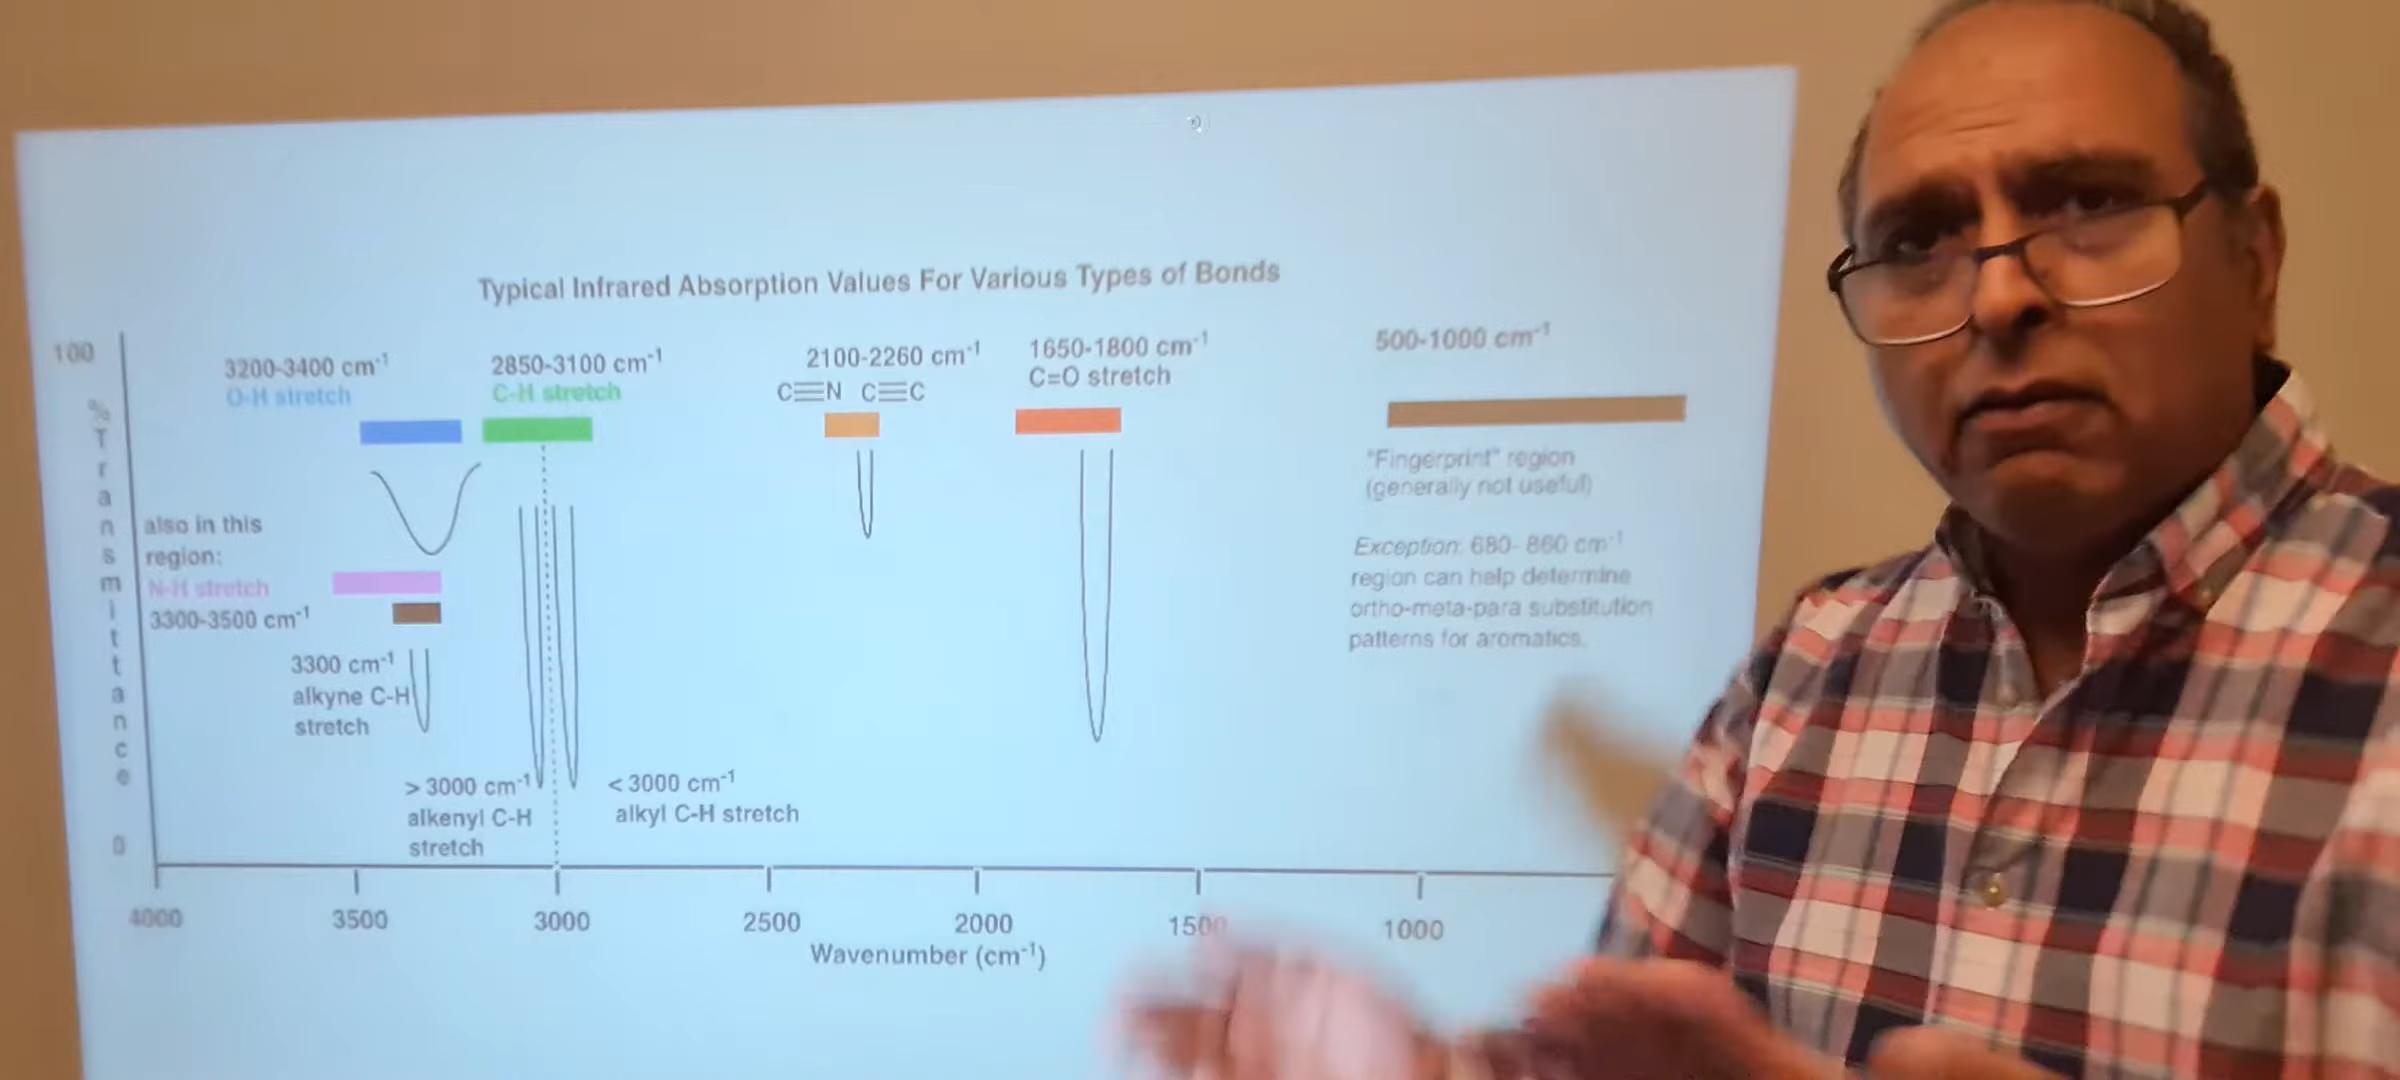 Typical Infrared Absorption Values For Various Types of Bonds
100
% Transmittance
0
3200-3400 cm⁻¹
O-H stretch
2850-3100 cm⁻¹
C-H stretch
2100-2260 cm⁻¹
C≡N C≡C
1650-1800 cm⁻¹
C=O stretch
500-1000 cm⁻¹
"Fingerprint" region
(generally not useful)
Exception: 680- 860 cm⁻¹
region can help determine
ortho-meta-para substitution
patterns for aromatics.
also in this
region:
N-H stretch
3300-3500 cm⁻¹
3300 cm⁻¹
alkyne C-H
stretch
> 3000 cm⁻¹
alkenyl C-H
stretch
< 3000 cm⁻¹
alkyl C-H stretch
4000 3500 3000 2500 2000 1500 1000
Wavenumber (cm⁻¹)